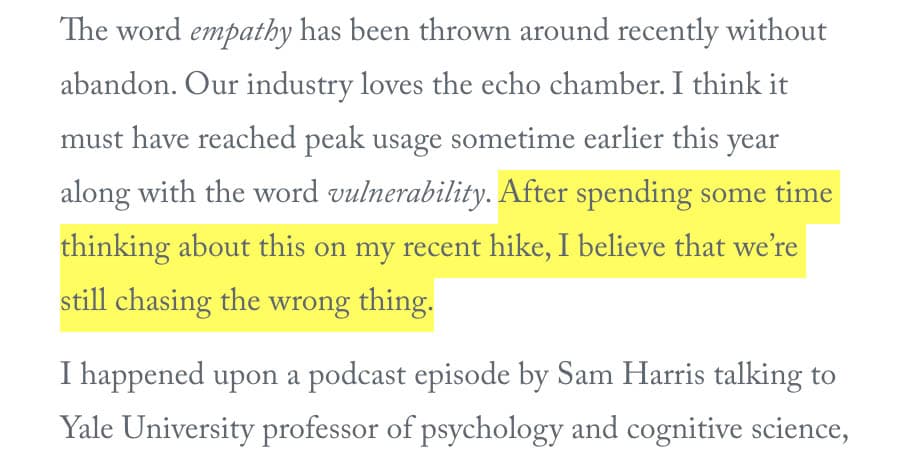 The word empathy has been thrown around recently without
abandon. Our industry loves the echo chamber. I think it
must have reached peak usage sometime earlier this year
along with the word vulnerability. After spending some time
thinking about this on my recent hike, I believe that we’re
still chasing the wrong thing.
I happened upon a podcast episode by Sam Harris talking to
Yale University professor of psychology and cognitive science,